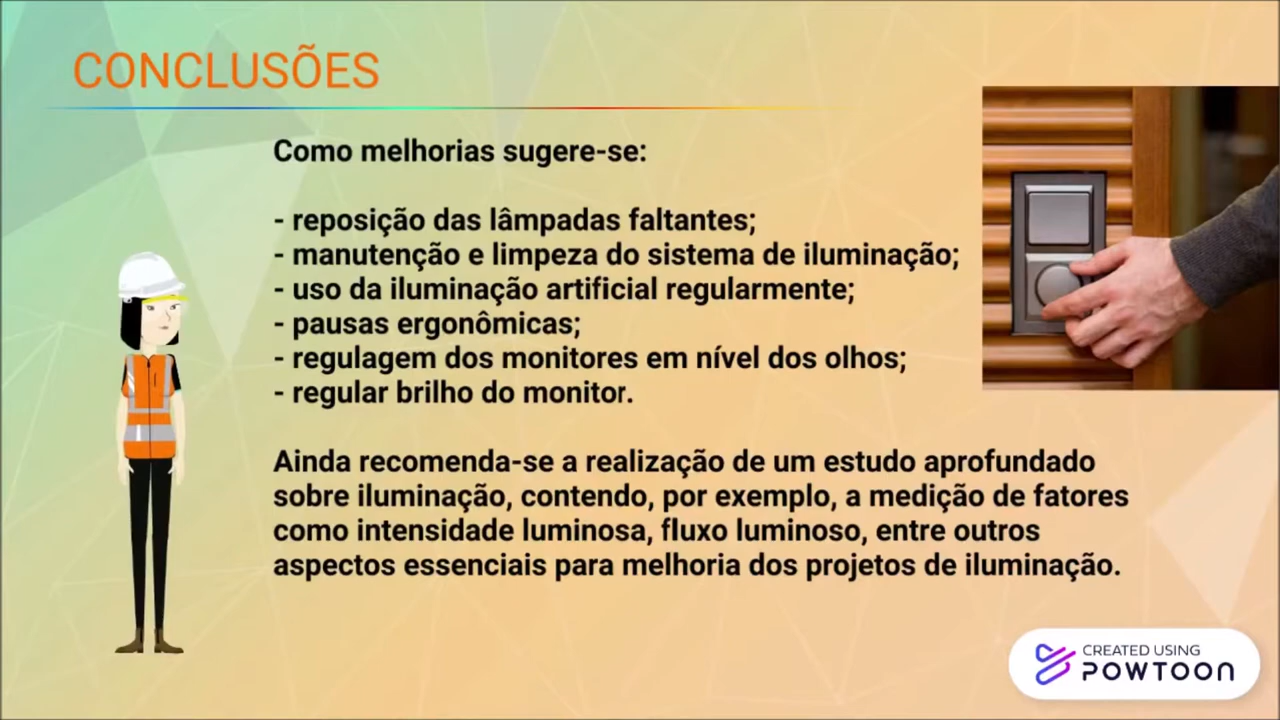 CONCLUSÕES
Como melhorias sugere-se:
- reposição das lâmpadas faltantes;
- manutenção e limpeza do sistema de iluminação;
- uso da iluminação artificial regularmente;
- pausas ergonômicas;
- regulagem dos monitores em nível dos olhos;
- regular brilho do monitor.
Ainda recomenda-se a realização de um estudo aprofundado
sobre iluminação, contendo, por exemplo, a medição de fatores
como intensidade luminosa, fluxo luminoso, entre outros
aspectos essenciais para melhoria dos projetos de iluminação.
CREATED USING
POWTOON